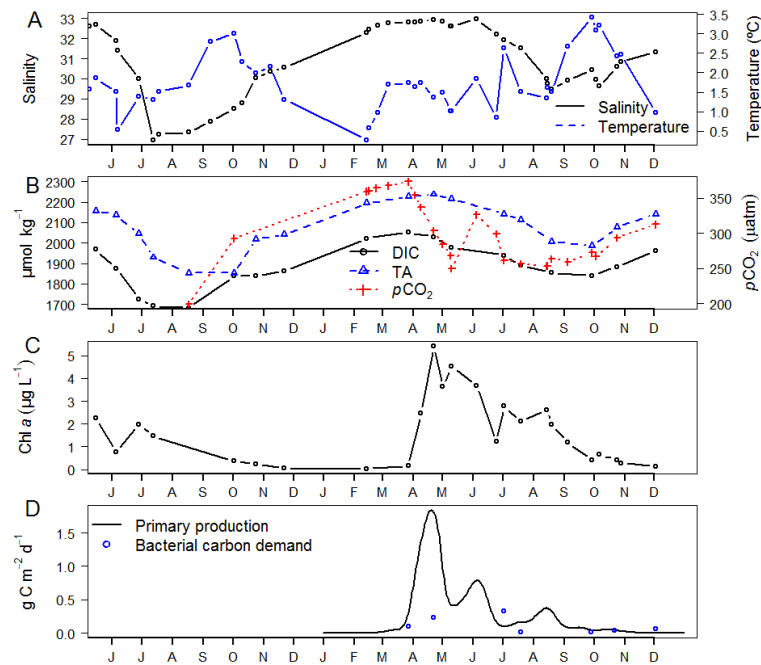 A
33
32
31
30
29
28
27
Salinity
Salinity
Temperature
3.5
3.0
2.5
2.0
1.5
1.0
0.5
Temperature (ºC)
J J A S O N D J F M A M J J A S O N D
B
2300
2200
2100
2000
1900
1800
1700
µmol kg⁻¹
DIC
TA
pCO₂
350
300
250
200
pCO₂ (µatm)
J J A S O N D J F M A M J J A S O N D
C
5
4
3
2
1
0
Chl a (µg L⁻¹)
J J A S O N D J F M A M J J A S O N D
D
1.5
1.0
0.5
0.0
g C m⁻² d⁻¹
Primary production
Bacterial carbon demand
J J A S O N D J F M A M J J A S O N D